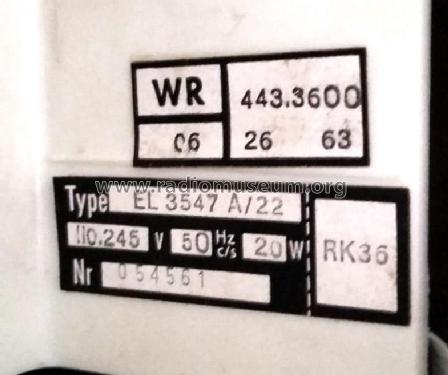 WR 443.3600
06 26 63
www.radiomuseum.org
Type EL 3547 A/22
110.245 V 50 Hz c/s 20 W RK36
Nr 054561